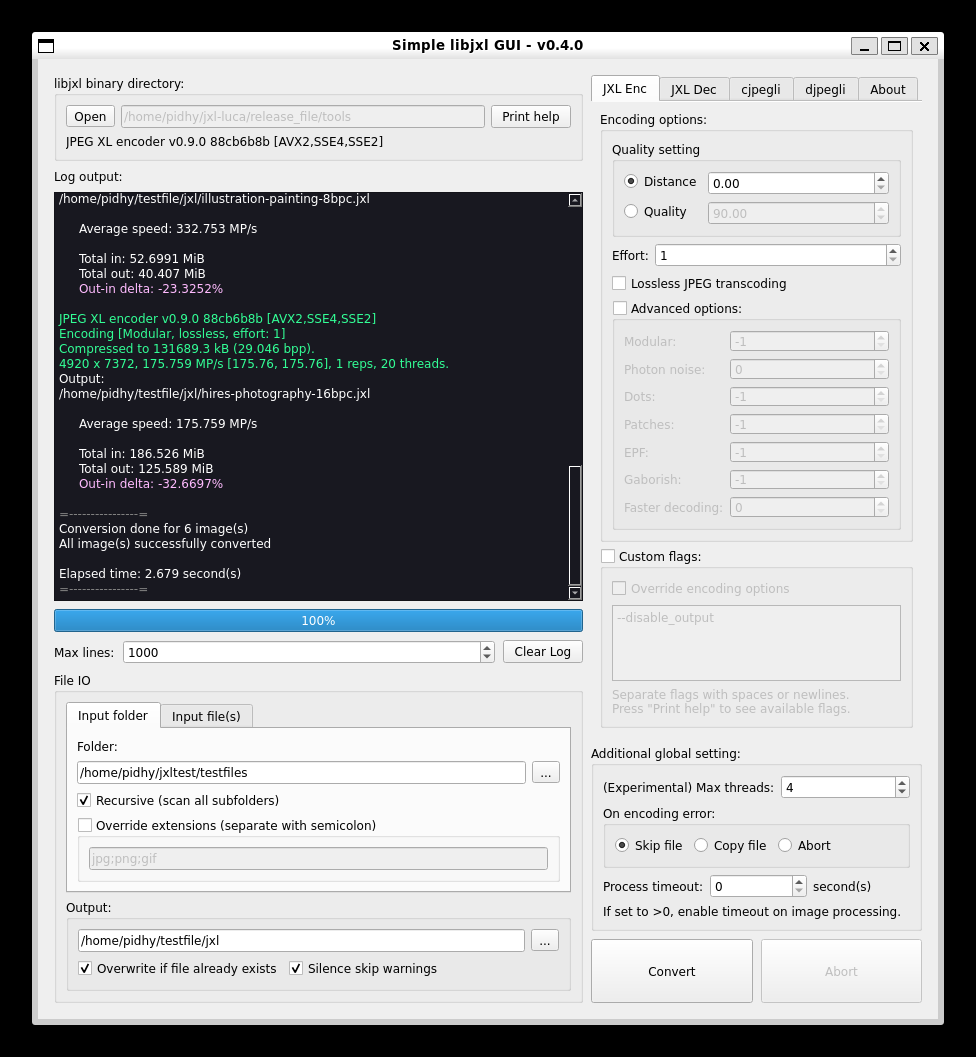 Simple libjxl GUI - v0.4.0
libjxl binary directory:
Open
/home/pidhy/jxl-luca/release_file/tools
Print help
JPEG XL encoder v0.9.0 88cb6b8b [AVX2,SSE4,SSE2]
Log output:
/home/pidhy/testfile/jxl/illustration-painting-8bpc.jxl
Average speed: 332.753 MP/s
Total in: 52.6991 MiB
Total out: 40.407 MiB
Out-in delta: -23.3252%
JPEG XL encoder v0.9.0 88cb6b8b [AVX2,SSE4,SSE2]
Encoding [Modular, lossless, effort: 1]
Compressed to 131689.3 kB (29.046 bpp).
4920 x 7372, 175.759 MP/s [175.76, 175.76], 1 reps, 20 threads.
Output:
/home/pidhy/testfile/jxl/hires-photography-16bpc.jxl
Average speed: 175.759 MP/s
Total in: 186.526 MiB
Total out: 125.589 MiB
Out-in delta: -32.6697%
=----------------=
Conversion done for 6 image(s)
All image(s) successfully converted
Elapsed time: 2.679 second(s)
=----------------=
100%
Max lines:
1000
Clear Log
File IO
Input folder
Input file(s)
Folder:
/home/pidhy/jxltest/testfiles
...
Recursive (scan all subfolders)
Override extensions (separate with semicolon)
jpg;png;gif
Output:
/home/pidhy/testfile/jxl
...
Overwrite if file already exists
Silence skip warnings
JXL Enc
JXL Dec
cjpegli
djpegli
About
Encoding options:
Quality setting
Distance
0.00
Quality
90.00
Effort:
1
Lossless JPEG transcoding
Advanced options:
Modular:
-1
Photon noise:
0
Dots:
-1
Patches:
-1
EPF:
-1
Gaborish:
-1
Faster decoding:
0
Custom flags:
Override encoding options
--disable_output
Separate flags with spaces or newlines.
Press "Print help" to see available flags.
Additional global setting:
(Experimental) Max threads:
4
On encoding error:
Skip file
Copy file
Abort
Process timeout:
0
second(s)
If set to >0, enable timeout on image processing.
Convert
Abort